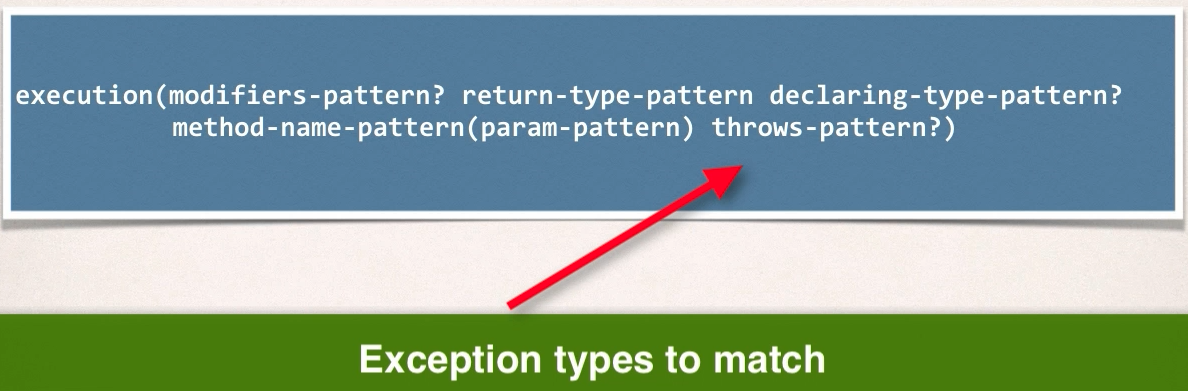 execution(modifiers-pattern? return-type-pattern declaring-type-pattern?
method-name-pattern(param-pattern) throws-pattern?)
Exception types to match